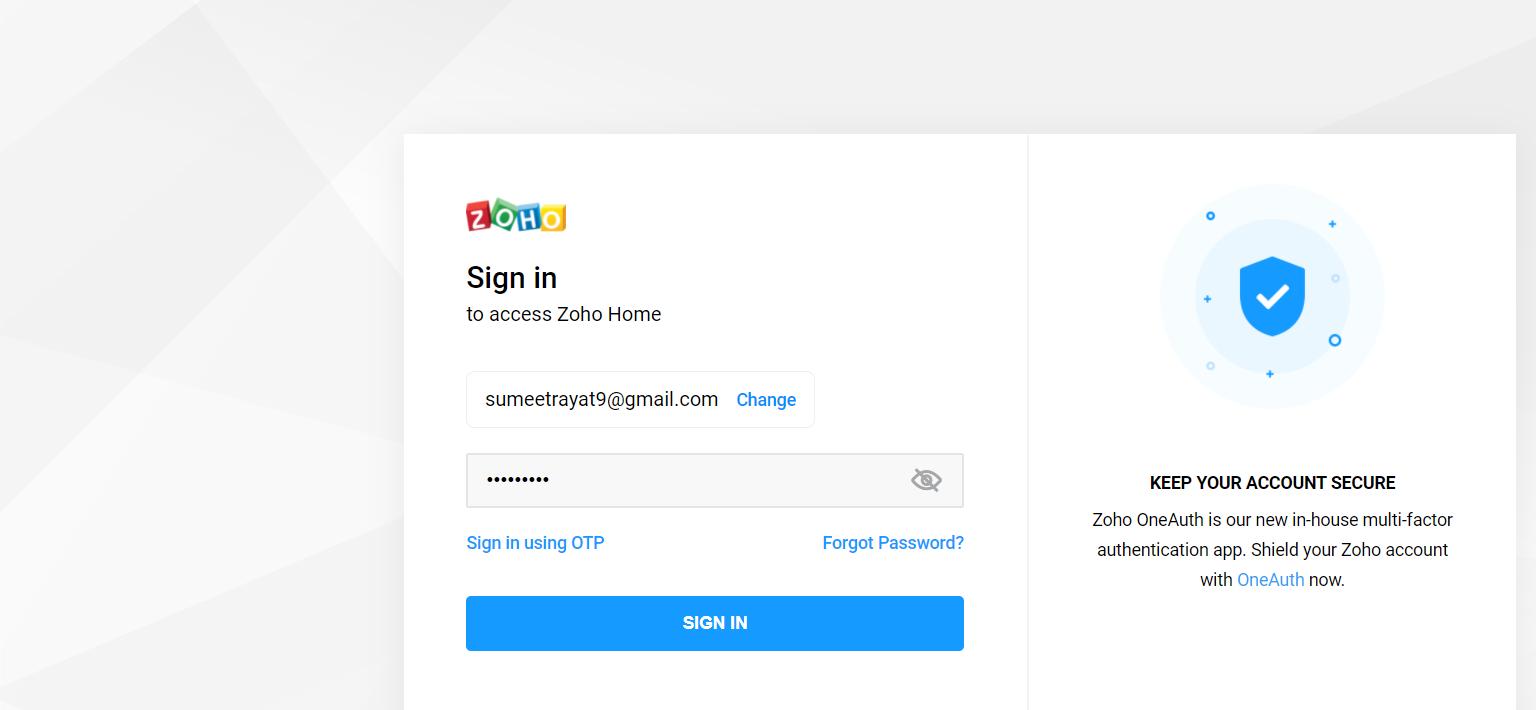 ZOHO
Sign in
to access Zoho Home
sumeetrayat9@gmail.com Change
•••••••••
Sign in using OTP Forgot Password?
SIGN IN
KEEP YOUR ACCOUNT SECURE
Zoho OneAuth is our new in-house multi-factor
authentication app. Shield your Zoho account
with OneAuth now.